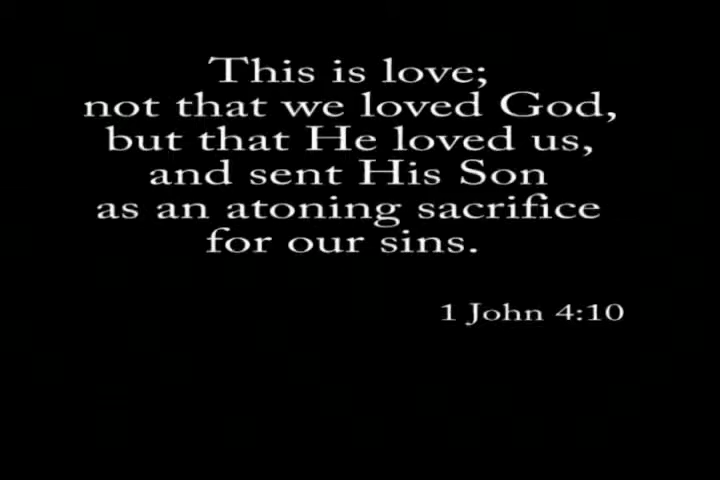 This is love;
not that we loved God,
but that He loved us,
and sent His Son
as an atoning sacrifice
for our sins.
1 John 4:10